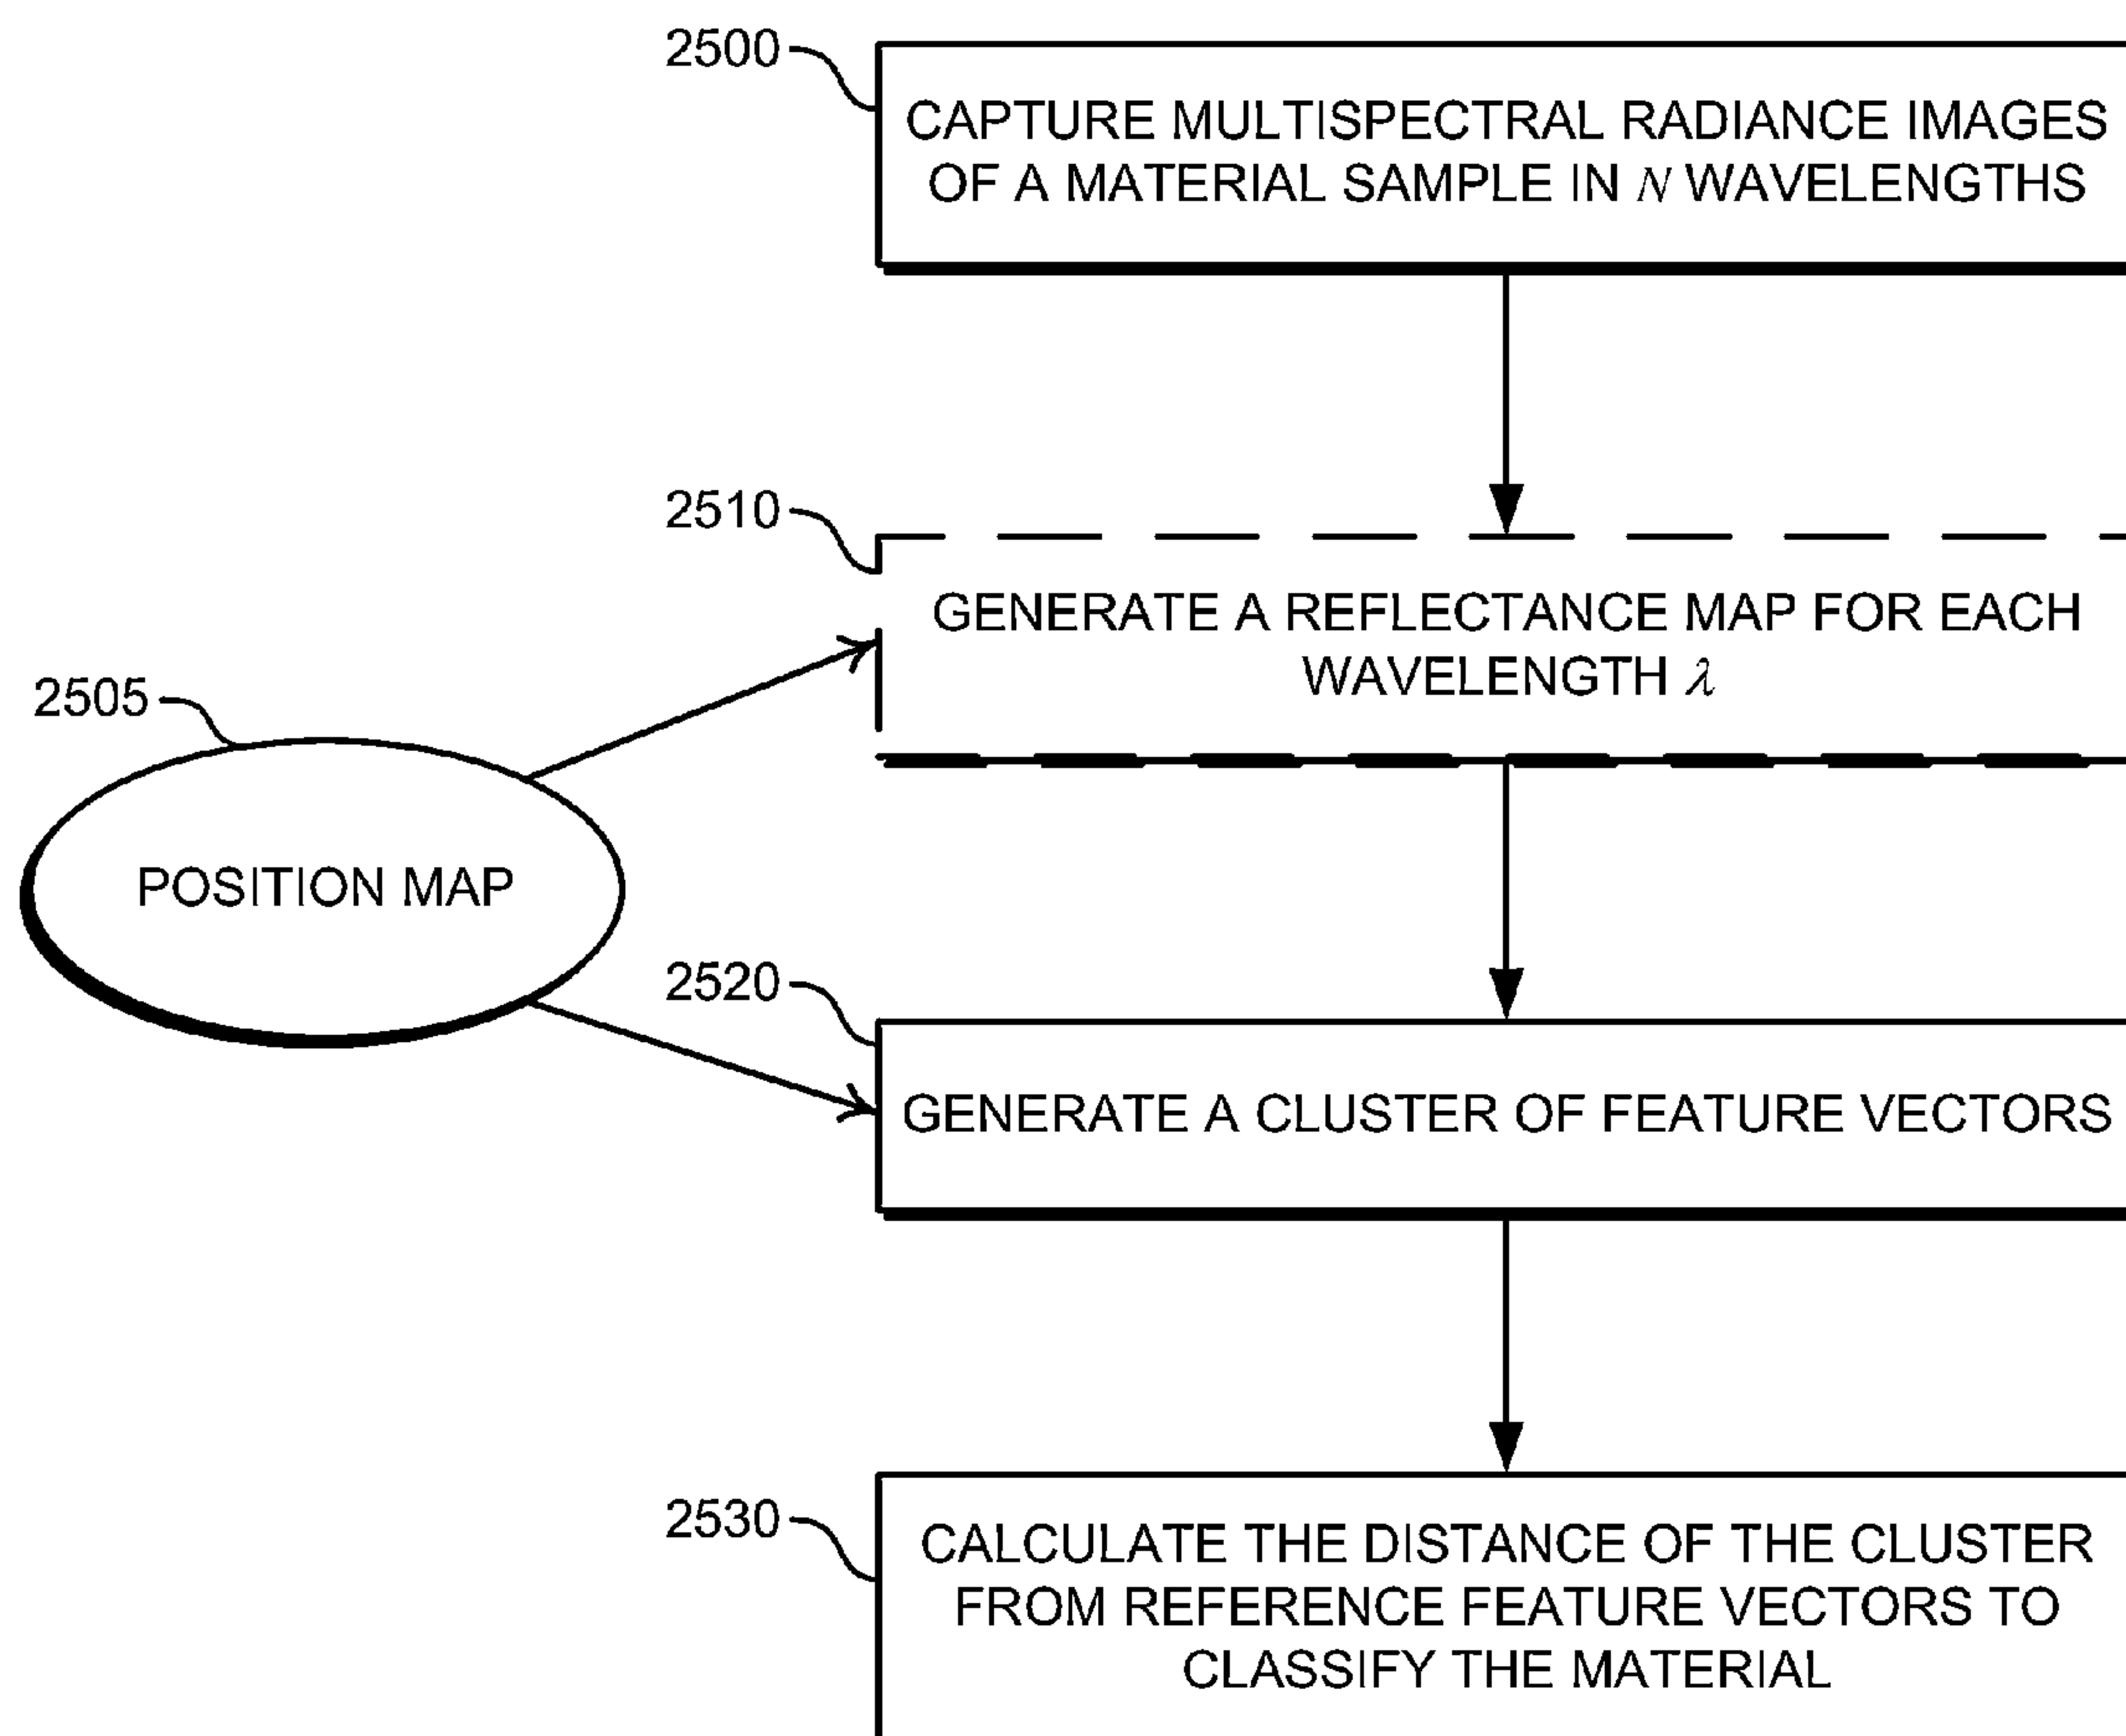 2500
CAPTURE MULTISPECTRAL RADIANCE IMAGES
OF A MATERIAL SAMPLE IN N WAVELENGTHS
2510
GENERATE A REFLECTANCE MAP FOR EACH
WAVELENGTH λ
2505
POSITION MAP
2520
GENERATE A CLUSTER OF FEATURE VECTORS
2530
CALCULATE THE DISTANCE OF THE CLUSTER
FROM REFERENCE FEATURE VECTORS TO
CLASSIFY THE MATERIAL